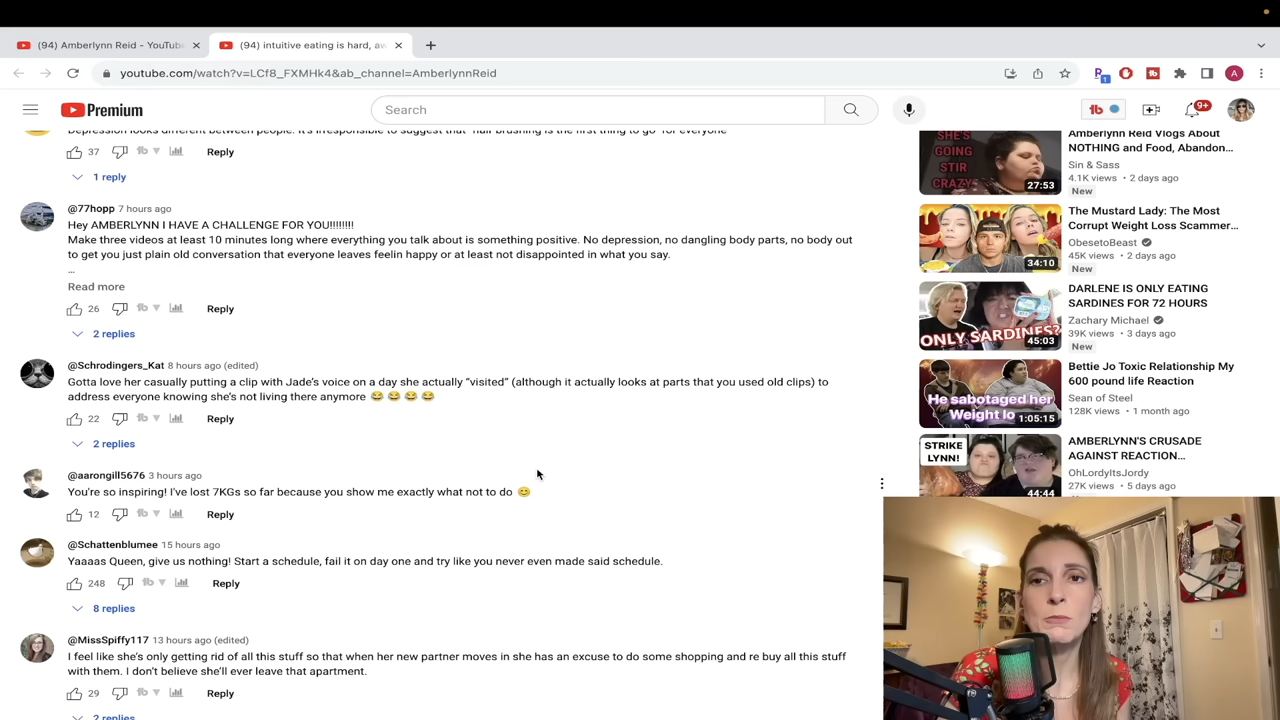 (94) Amberlynn Reid - YouTube
(94) intuitive eating is hard, aw
youtube.com/watch?v=LCf8_FXMHk4&ab_channel=AmberlynnReid
Premium
Search
9+
Depression looks different between people. It's irresponsible to suggest that "hair brushing is the first thing to go" for everyone
37
Reply
1 reply
@77hopp 7 hours ago
Hey AMBERLYNN I HAVE A CHALLENGE FOR YOU!!!!!!!!
Make three videos at least 10 minutes long where everything you talk about is something positive. No depression, no dangling body parts, no body out
to get you just plain old conversation that everyone leaves feelin happy or at least not disappointed in what you say.
...
Read more
26
Reply
2 replies
@Schrodingers_Kat 8 hours ago (edited)
Gotta love her casually putting a clip with Jade's voice on a day she actually "visited" (although it actually looks at parts that you used old clips) to
address everyone knowing she's not living there anymore 😂 😂 😂 😂
22
Reply
2 replies
@aarongill5676 3 hours ago
You're so inspiring! I've lost 7KGs so far because you show me exactly what not to do 😊
12
Reply
@Schattenblumee 15 hours ago
Yaaaas Queen, give us nothing! Start a schedule, fail it on day one and try like you never even made said schedule.
248
Reply
8 replies
@MissSpiffy117 13 hours ago (edited)
I feel like she's only getting rid of all this stuff so that when her new partner moves in she has an excuse to do some shopping and re buy all this stuff
with them. I don't believe she'll ever leave that apartment.
29
Reply
2 replies
SHE'S
GOING
STIR
CRAZY
27:53
Amberlynn Reid Vlogs About
NOTHING and Food, Abandon...
Sin & Sass
4.1K views • 2 days ago
New
34:10
The Mustard Lady: The Most
Corrupt Weight Loss Scammer...
ObesetoBeast
45K views • 2 days ago
New
ONLY SARDINES?
45:03
DARLENE IS ONLY EATING
SARDINES FOR 72 HOURS
Zachary Michael
39K views • 3 days ago
New
He sabotaged her
Weight lo
1:05:15
Bettie Jo Toxic Relationship My
600 pound life Reaction
Sean of Steel
128K views • 1 month ago
STRIKE
LYNN!
44:44
AMBERLYNN'S CRUSADE
AGAINST REACTION...
OhLordyItsJordy
27K views • 5 days ago